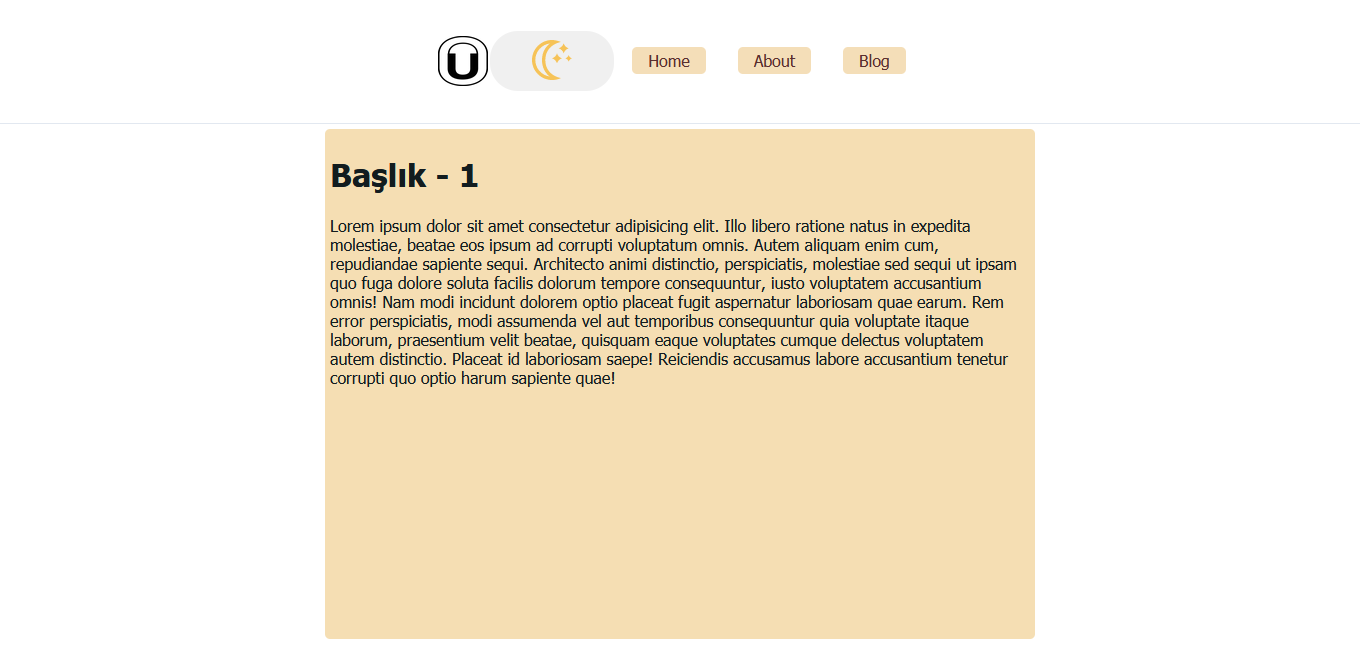 U
Home
About
Blog
Başlık - 1
Lorem ipsum dolor sit amet consectetur adipisicing elit. Illo libero ratione natus in expedita
molestiae, beatae eos ipsum ad corrupti voluptatum omnis. Autem aliquam enim cum,
repudiandae sapiente sequi. Architecto animi distinctio, perspiciatis, molestiae sed sequi ut ipsam
quo fuga dolore soluta facilis dolorum tempore consequuntur, iusto voluptatem accusantium
omnis! Nam modi incidunt dolorem optio placeat fugit aspernatur laboriosam quae earum. Rem
error perspiciatis, modi assumenda vel aut temporibus consequuntur quia voluptate itaque
laborum, praesentium velit beatae, quisquam eaque voluptates cumque delectus voluptatem
autem distinctio. Placeat id laboriosam saepe! Reiciendis accusamus labore accusantium tenetur
corrupti quo optio harum sapiente quae!